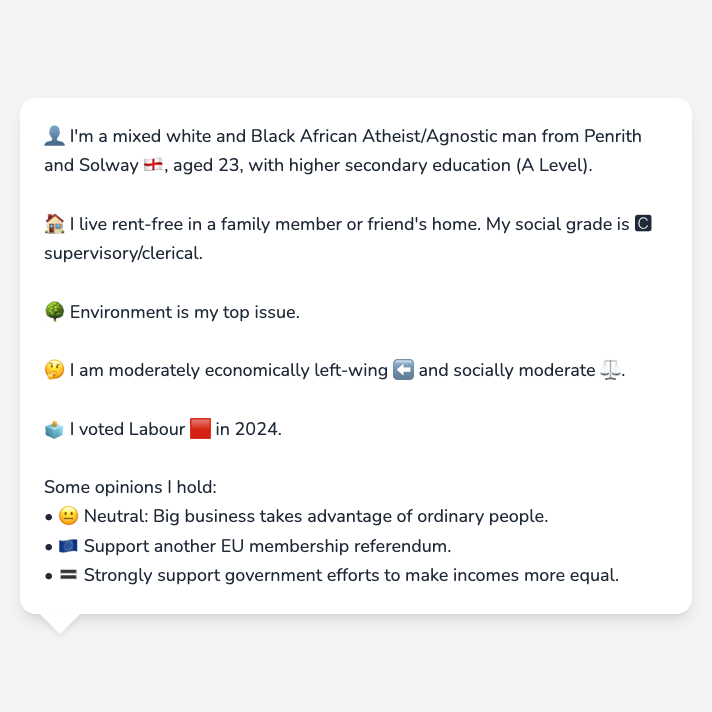 👤 I'm a mixed white and Black African Atheist/Agnostic man from Penrith
and Solway 🏴󠁧󠁢󠁥󠁮󠁧󠁿, aged 23, with higher secondary education (A Level).
🏠 I live rent-free in a family member or friend's home. My social grade is C
supervisory/clerical.
🌳 Environment is my top issue.
🤔 I am moderately economically left-wing ⬅️ and socially moderate ⚖️.
🗳️ I voted Labour 🟥 in 2024.
Some opinions I hold:
• 😐 Neutral: Big business takes advantage of ordinary people.
• 🇪🇺 Support another EU membership referendum.
• 🟰 Strongly support government efforts to make incomes more equal.